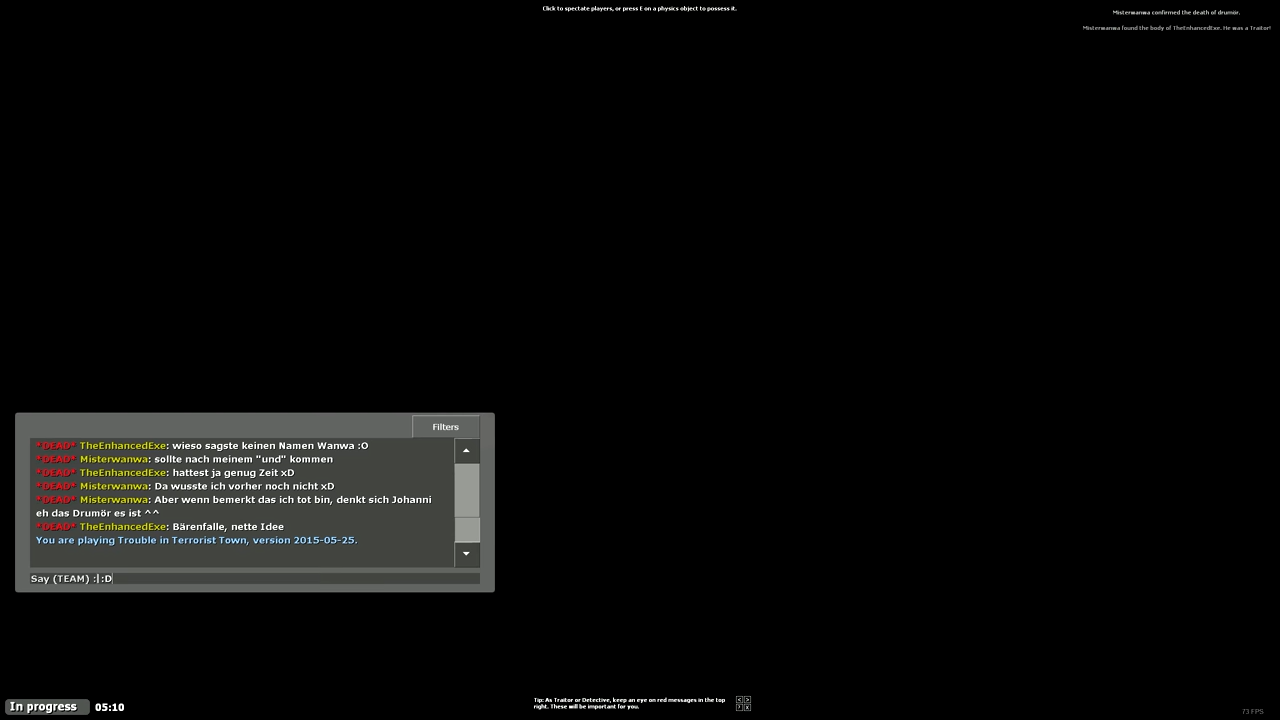 Click to spectate players, or press E on a physics object to possess it.
Misterwanwa confirmed the death of drumör.
Misterwanwa found the body of TheEnhancedExe. He was a Traitor!
Filters
*DEAD* TheEnhancedExe: wieso sagste keinen Namen Wanwa :O
*DEAD* Misterwanwa: sollte nach meinem "und" kommen
*DEAD* TheEnhancedExe: hattest ja genug Zeit xD
*DEAD* Misterwanwa: Da wusste ich vorher noch nicht xD
*DEAD* Misterwanwa: Aber wenn bemerkt das ich tot bin, denkt sich Johanni
eh das Drumör es ist ^^
*DEAD* TheEnhancedExe: Bärenfalle, nette Idee
You are playing Trouble in Terrorist Town, version 2015-05-25.
Say (TEAM) :| :D
Tip: As Traitor or Detective, keep an eye on red messages in the top
right. These will be important for you.
In progress 05:10
73 FPS